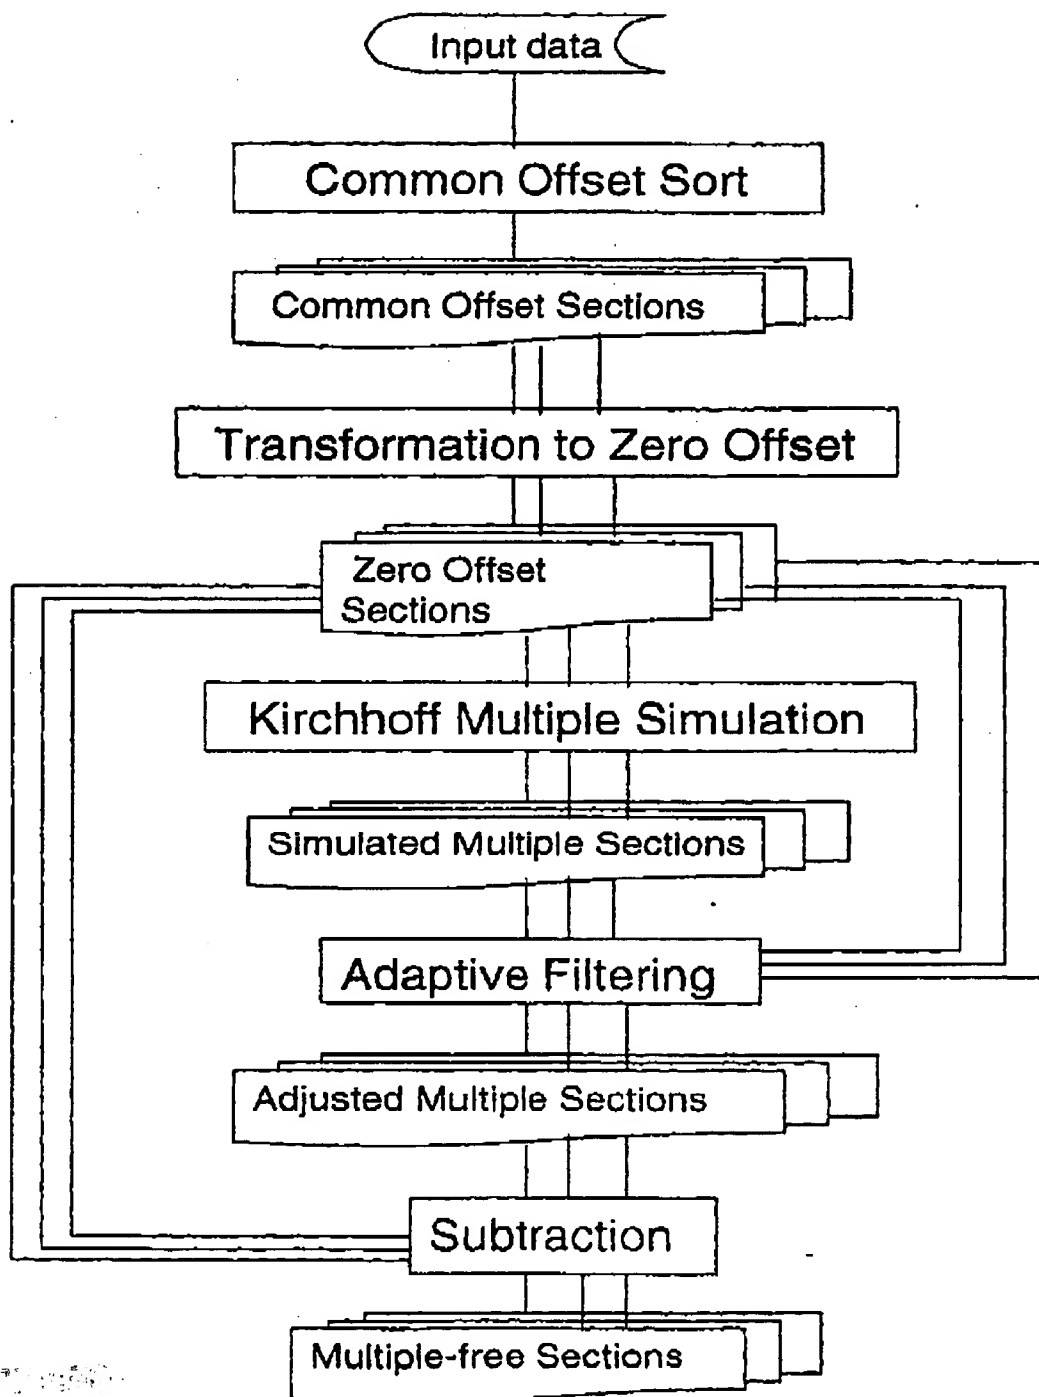 Input data
Common Offset Sort
Common Offset Sections
Transformation to Zero Offset
Zero Offset
Sections
Kirchhoff Multiple Simulation
Simulated Multiple Sections
Adaptive Filtering
Adjusted Multiple Sections
Subtraction
Multiple-free Sections